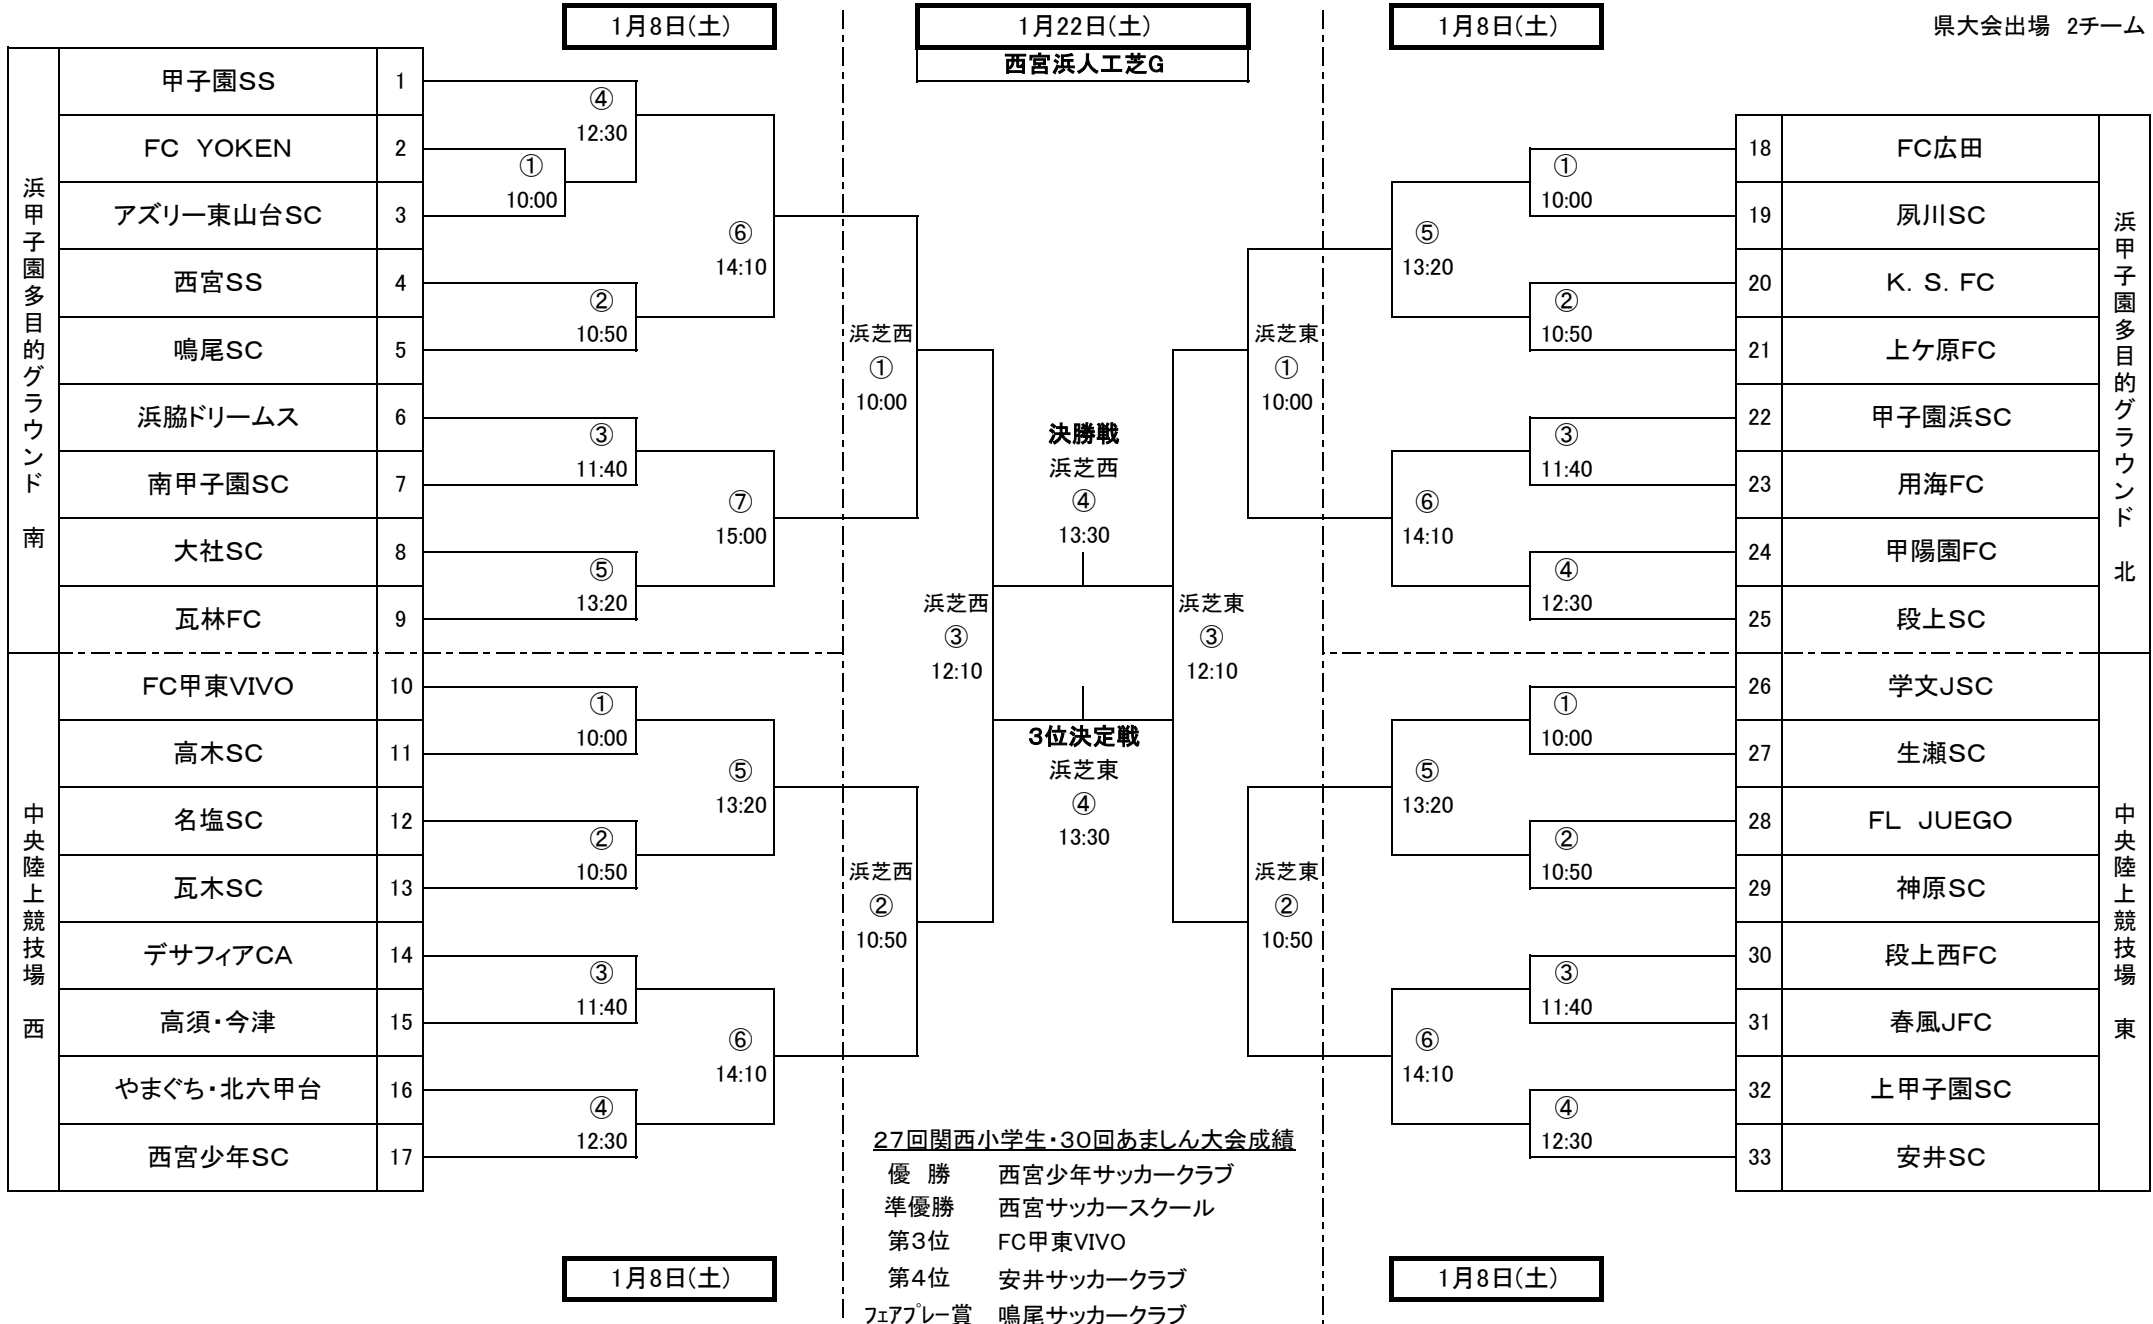 1月8日(土)
1月22日(土)
1月8日(土)
県大会出場 2チーム
西宮浜人工芝G
浜甲子園多目的グラウンド 南
甲子園SS 1
FC YOKEN 2
アズリー東山台SC 3
西宮SS 4
鳴尾SC 5
浜脇ドリームス 6
南甲子園SC 7
大社SC 8
瓦林FC 9
④
12:30
①
10:00
②
10:50
③
11:40
⑤
13:20
⑥
14:10
⑦
15:00
中央陸上競技場 西
FC甲東VIVO 10
高木SC 11
名塩SC 12
瓦木SC 13
デサフィアCA 14
高須・今津 15
やまぐち・北六甲台 16
西宮少年SC 17
①
10:00
②
10:50
③
11:40
④
12:30
⑤
13:20
⑥
14:10
浜芝西
①
10:00
浜芝西
②
10:50
浜芝西
③
12:10
決勝戦
浜芝西
④
13:30
3位決定戦
浜芝東
④
13:30
浜芝東
③
12:10
浜芝東
①
10:00
浜芝東
②
10:50
①
10:00
②
10:50
③
11:40
④
12:30
⑤
13:20
⑥
14:10
18 FC広田
19 夙川SC
20 K.S.FC
21 上ケ原FC
22 甲子園浜SC
23 用海FC
24 甲陽園FC
25 段上SC
浜甲子園多目的グラウンド 北
①
10:00
②
10:50
③
11:40
④
12:30
⑤
13:20
⑥
14:10
26 学文JSC
27 生瀬SC
28 FL JUEGO
29 神原SC
30 段上西FC
31 春風JFC
32 上甲子園SC
33 安井SC
中央陸上競技場 東
27回関西小学生・30回あましん大会成績
優 勝 西宮少年サッカークラブ
準優勝 西宮サッカースクール
第3位 FC甲東VIVO
第4位 安井サッカークラブ
フェアプレー賞 鳴尾サッカークラブ
1月8日(土)
1月8日(土)